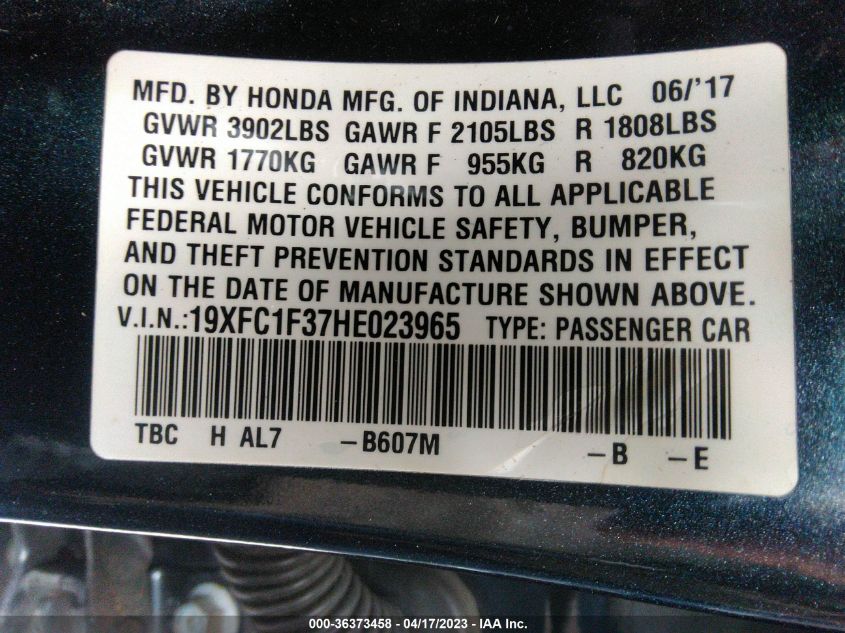 MFD. BY HONDA MFG. OF INDIANA, LLC 06/'17
GVWR 3902LBS GAWR F 2105LBS R 1808LBS
GVWR 1770KG GAWR F 955KG R 820KG
THIS VEHICLE CONFORMS TO ALL APPLICABLE
FEDERAL MOTOR VEHICLE SAFETY, BUMPER,
AND THEFT PREVENTION STANDARDS IN EFFECT
ON THE DATE OF MANUFACTURE SHOWN ABOVE.
V.I.N.:19XFC1F37HE023965 TYPE: PASSENGER CAR
TBC H AL7 –B607M –B –E
000-36373458 - 04/17/2023 - IAA Inc.